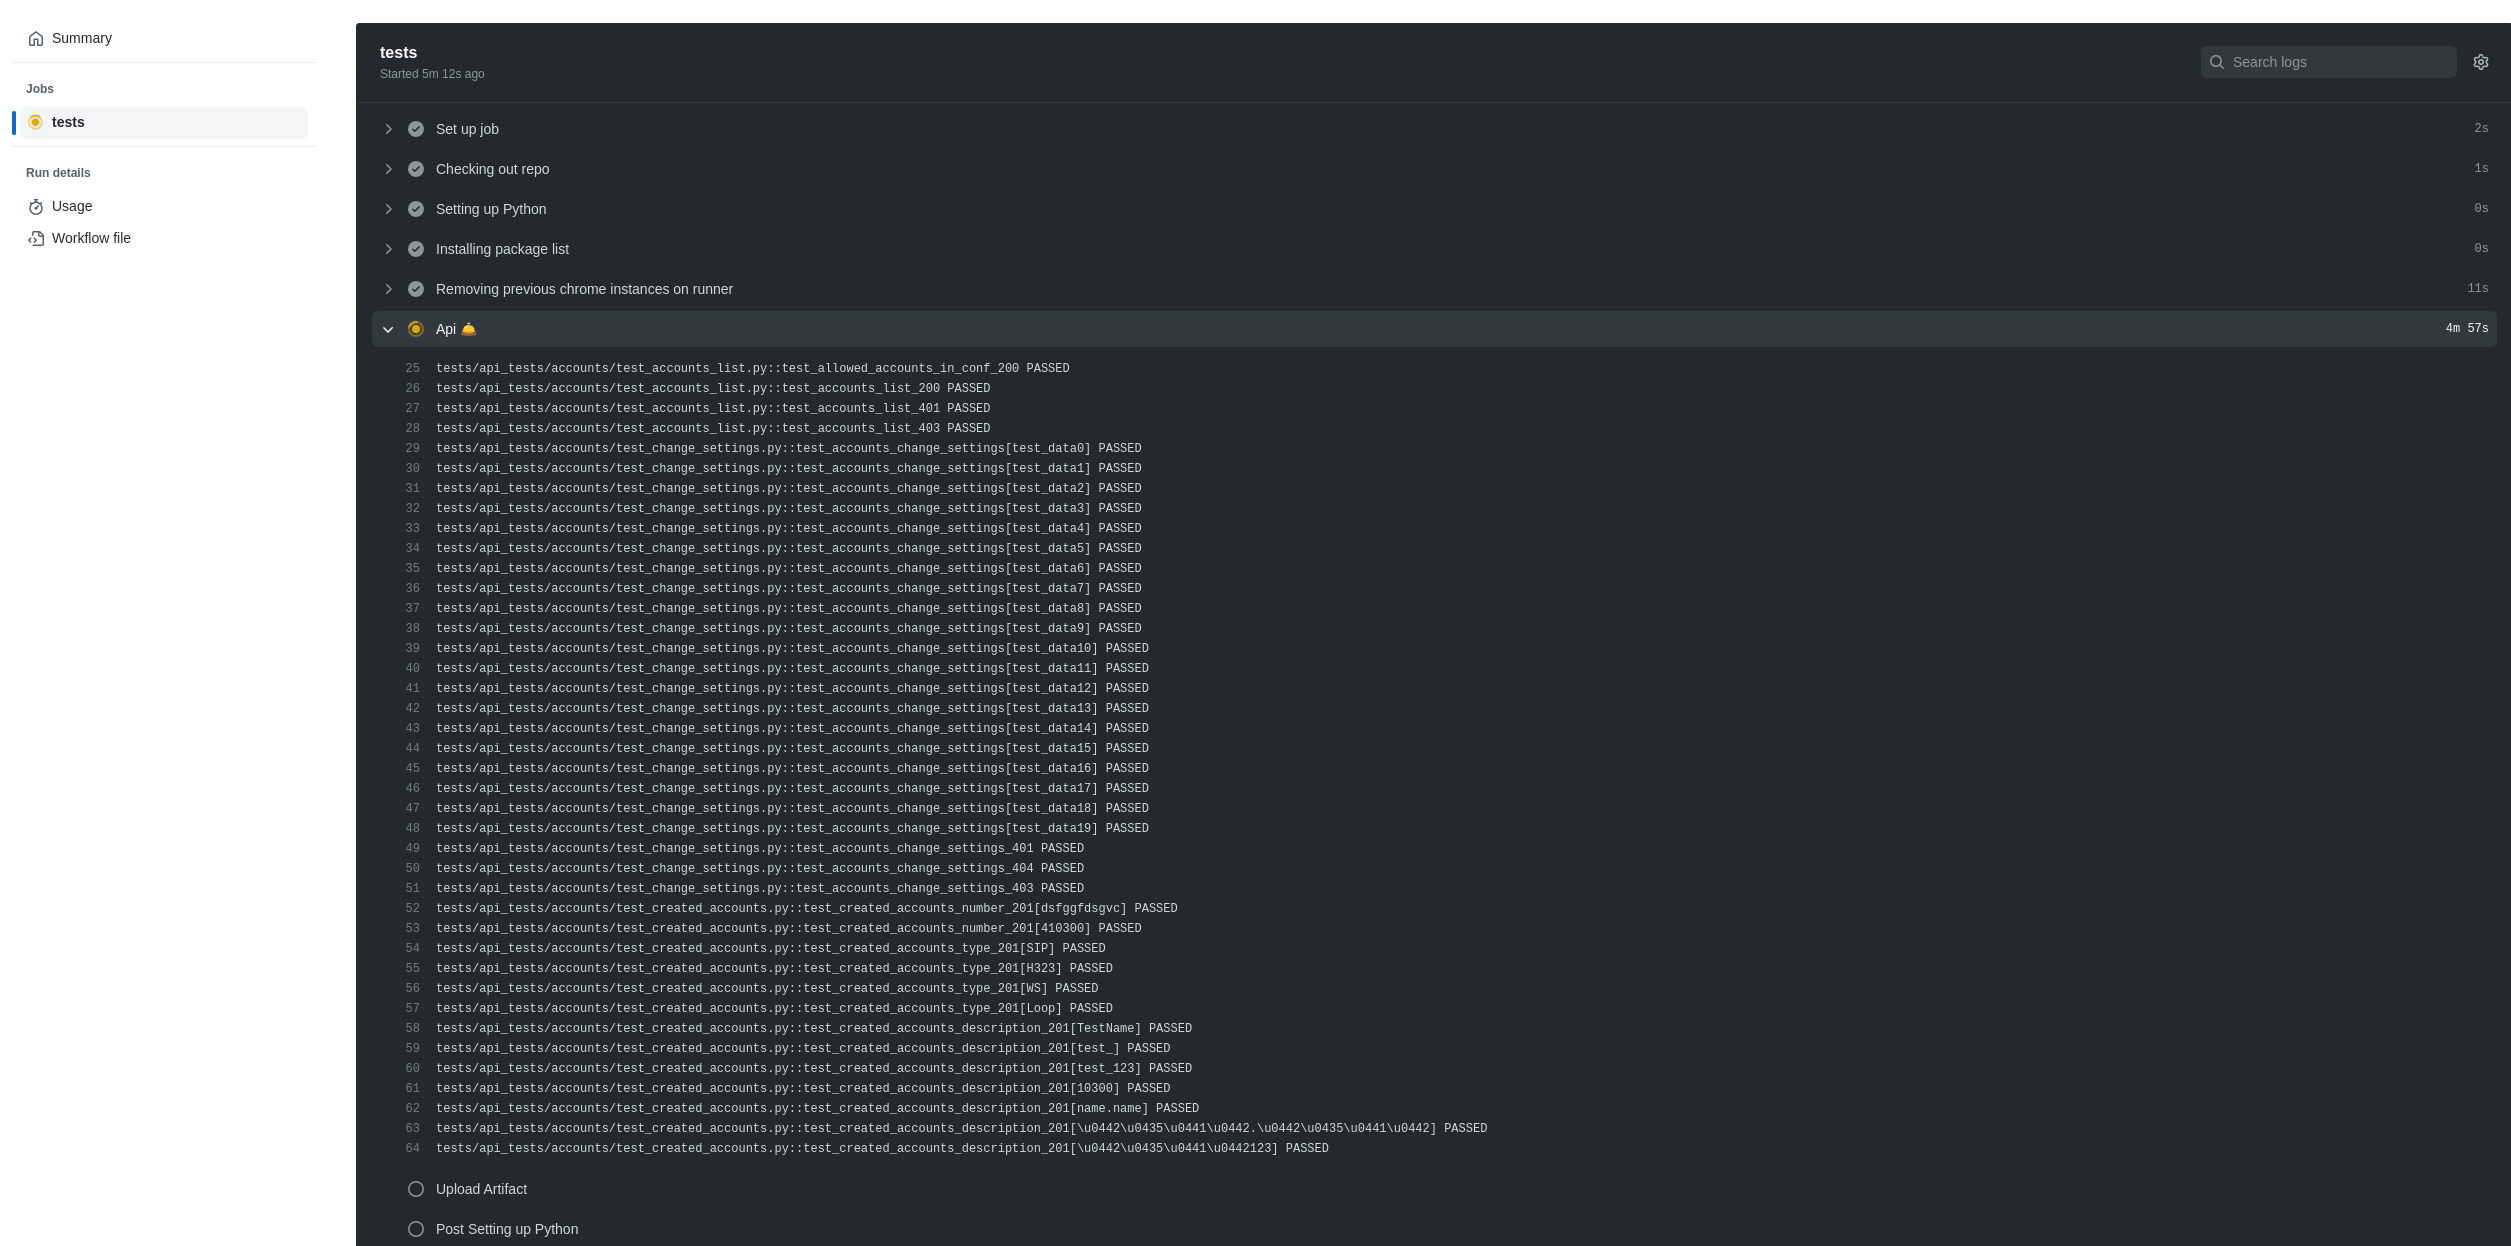 Summary
Jobs
tests
Run details
Usage
Workflow file
tests
Started 5m 12s ago
Search logs
Set up job 2s
Checking out repo 1s
Setting up Python 0s
Installing package list 0s
Removing previous chrome instances on runner 11s
Api 🛎️ 4m 57s
25 tests/api_tests/accounts/test_accounts_list.py::test_allowed_accounts_in_conf_200 PASSED
26 tests/api_tests/accounts/test_accounts_list.py::test_accounts_list_200 PASSED
27 tests/api_tests/accounts/test_accounts_list.py::test_accounts_list_401 PASSED
28 tests/api_tests/accounts/test_accounts_list.py::test_accounts_list_403 PASSED
29 tests/api_tests/accounts/test_change_settings.py::test_accounts_change_settings[test_data0] PASSED
30 tests/api_tests/accounts/test_change_settings.py::test_accounts_change_settings[test_data1] PASSED
31 tests/api_tests/accounts/test_change_settings.py::test_accounts_change_settings[test_data2] PASSED
32 tests/api_tests/accounts/test_change_settings.py::test_accounts_change_settings[test_data3] PASSED
33 tests/api_tests/accounts/test_change_settings.py::test_accounts_change_settings[test_data4] PASSED
34 tests/api_tests/accounts/test_change_settings.py::test_accounts_change_settings[test_data5] PASSED
35 tests/api_tests/accounts/test_change_settings.py::test_accounts_change_settings[test_data6] PASSED
36 tests/api_tests/accounts/test_change_settings.py::test_accounts_change_settings[test_data7] PASSED
37 tests/api_tests/accounts/test_change_settings.py::test_accounts_change_settings[test_data8] PASSED
38 tests/api_tests/accounts/test_change_settings.py::test_accounts_change_settings[test_data9] PASSED
39 tests/api_tests/accounts/test_change_settings.py::test_accounts_change_settings[test_data10] PASSED
40 tests/api_tests/accounts/test_change_settings.py::test_accounts_change_settings[test_data11] PASSED
41 tests/api_tests/accounts/test_change_settings.py::test_accounts_change_settings[test_data12] PASSED
42 tests/api_tests/accounts/test_change_settings.py::test_accounts_change_settings[test_data13] PASSED
43 tests/api_tests/accounts/test_change_settings.py::test_accounts_change_settings[test_data14] PASSED
44 tests/api_tests/accounts/test_change_settings.py::test_accounts_change_settings[test_data15] PASSED
45 tests/api_tests/accounts/test_change_settings.py::test_accounts_change_settings[test_data16] PASSED
46 tests/api_tests/accounts/test_change_settings.py::test_accounts_change_settings[test_data17] PASSED
47 tests/api_tests/accounts/test_change_settings.py::test_accounts_change_settings[test_data18] PASSED
48 tests/api_tests/accounts/test_change_settings.py::test_accounts_change_settings[test_data19] PASSED
49 tests/api_tests/accounts/test_change_settings.py::test_accounts_change_settings_401 PASSED
50 tests/api_tests/accounts/test_change_settings.py::test_accounts_change_settings_404 PASSED
51 tests/api_tests/accounts/test_change_settings.py::test_accounts_change_settings_403 PASSED
52 tests/api_tests/accounts/test_created_accounts.py::test_created_accounts_number_201[dsfggfdsgvc] PASSED
53 tests/api_tests/accounts/test_created_accounts.py::test_created_accounts_number_201[410300] PASSED
54 tests/api_tests/accounts/test_created_accounts.py::test_created_accounts_type_201[SIP] PASSED
55 tests/api_tests/accounts/test_created_accounts.py::test_created_accounts_type_201[H323] PASSED
56 tests/api_tests/accounts/test_created_accounts.py::test_created_accounts_type_201[WS] PASSED
57 tests/api_tests/accounts/test_created_accounts.py::test_created_accounts_type_201[Loop] PASSED
58 tests/api_tests/accounts/test_created_accounts.py::test_created_accounts_description_201[TestName] PASSED
59 tests/api_tests/accounts/test_created_accounts.py::test_created_accounts_description_201[test_] PASSED
60 tests/api_tests/accounts/test_created_accounts.py::test_created_accounts_description_201[test_123] PASSED
61 tests/api_tests/accounts/test_created_accounts.py::test_created_accounts_description_201[10300] PASSED
62 tests/api_tests/accounts/test_created_accounts.py::test_created_accounts_description_201[name.name] PASSED
63 tests/api_tests/accounts/test_created_accounts.py::test_created_accounts_description_201[\u0442\u0435\u0441\u0442.\u0442\u0435\u0441\u0442] PASSED
64 tests/api_tests/accounts/test_created_accounts.py::test_created_accounts_description_201[\u0442\u0435\u0441\u0442123] PASSED
Upload Artifact
Post Setting up Python